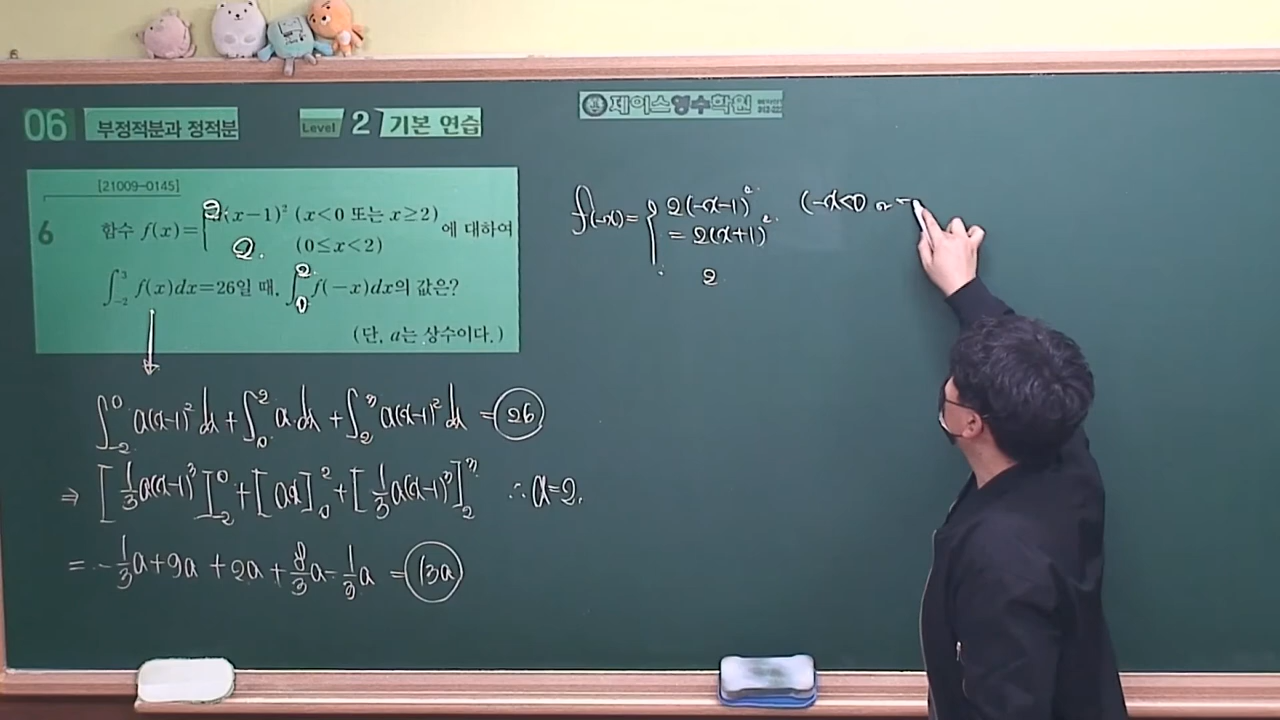 06 부정적분과 정적분 Level 2 기본 연습
제이스영수학원
[21009-0145]
6 함수 f(x)={2(x−1)² (x<0 또는 x≥2)
2. (0≤x<2) 에 대하여
∫₋₂³ f(x)dx=26일 때, ∫₀² f(−x)dx의 값은?
(단, a는 상수이다.)
∫₋₂⁰ a(x−1)² dx + ∫₀² a dx + ∫₂³ a(x−1)² dx = 26
⇒ [1/3 a(x−1)³]₋₂⁰ + [ax]₀² + [1/3 a(x−1)³]₂³ ∴ a=2.
= −1/3 a+9a +2a + 8/3 a − 1/3 a = 13a
f(−x)= { 2(−x−1)² (−x<0 or −
= 2(x+1)²
2